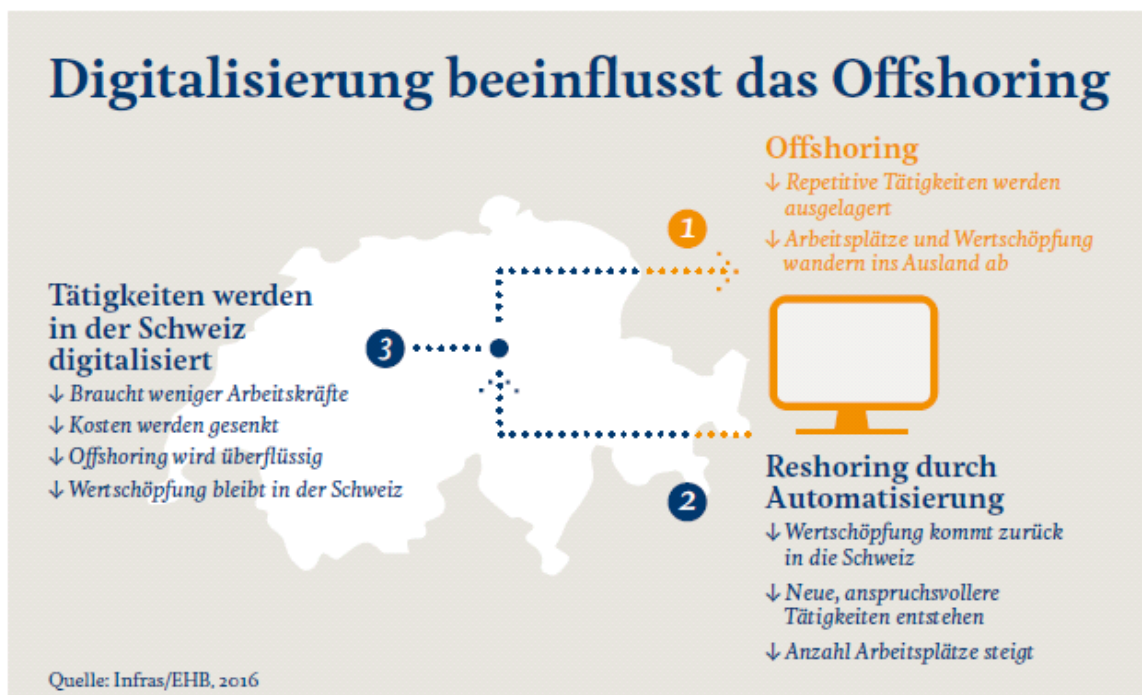 Digitalisierung beeinflusst das Offshoring
Offshoring
↓ Repetitive Tätigkeiten werden
ausgelagert
↓ Arbeitsplätze und Wertschöpfung
wandern ins Ausland ab
1
Tätigkeiten werden
in der Schweiz
digitalisiert
↓ Braucht weniger Arbeitskräfte
↓ Kosten werden gesenkt
↓ Offshoring wird überflüssig
↓ Wertschöpfung bleibt in der Schweiz
3
2
Reshoring durch
Automatisierung
↓ Wertschöpfung kommt zurück
in die Schweiz
↓ Neue, anspruchsvollere
Tätigkeiten entstehen
↓ Anzahl Arbeitsplätze steigt
Quelle: Infras/EHB, 2016